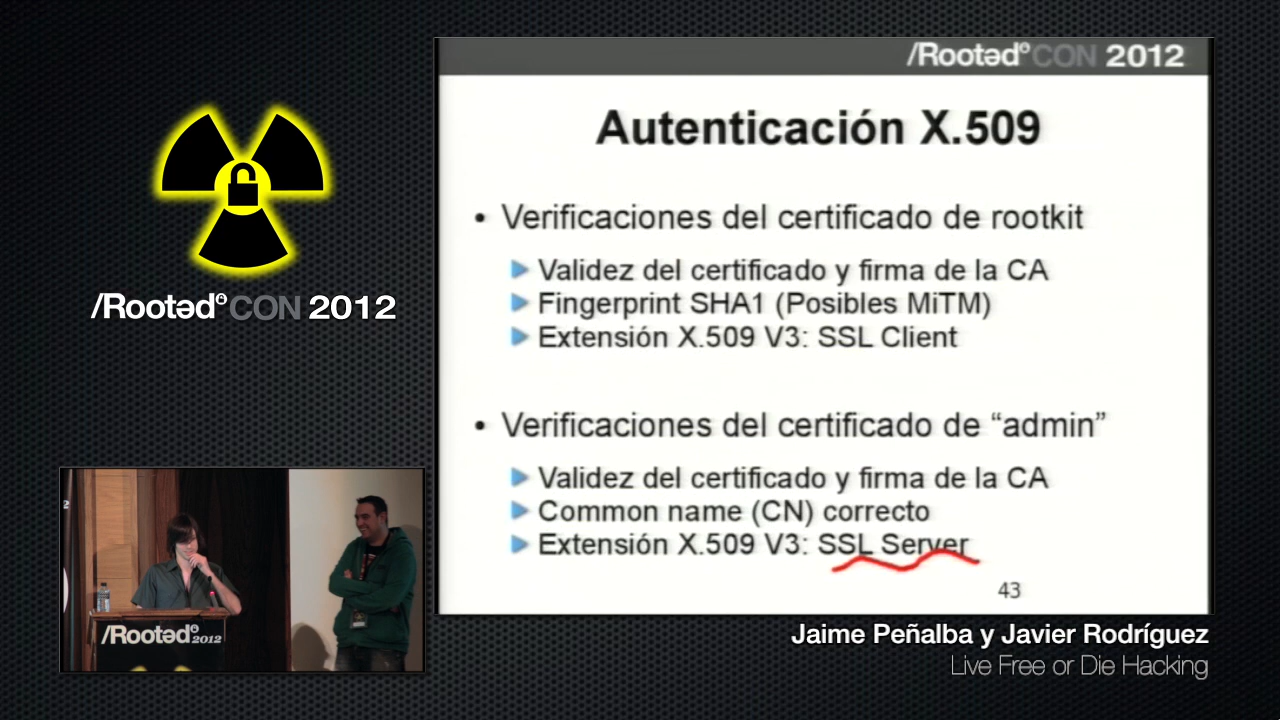 /Rootəd CON 2012
/Rootəd 2012
/Rootəd CON 2012
Autenticación X.509
• Verificaciones del certificado de rootkit
Validez del certificado y firma de la CA
Fingerprint SHA1 (Posibles MiTM)
Extensión X.509 V3: SSL Client
• Verificaciones del certificado de “admin”
Validez del certificado y firma de la CA
Common name (CN) correcto
Extensión X.509 V3: SSL Server
43
Jaime Peñalba y Javier Rodríguez
Live Free or Die Hacking